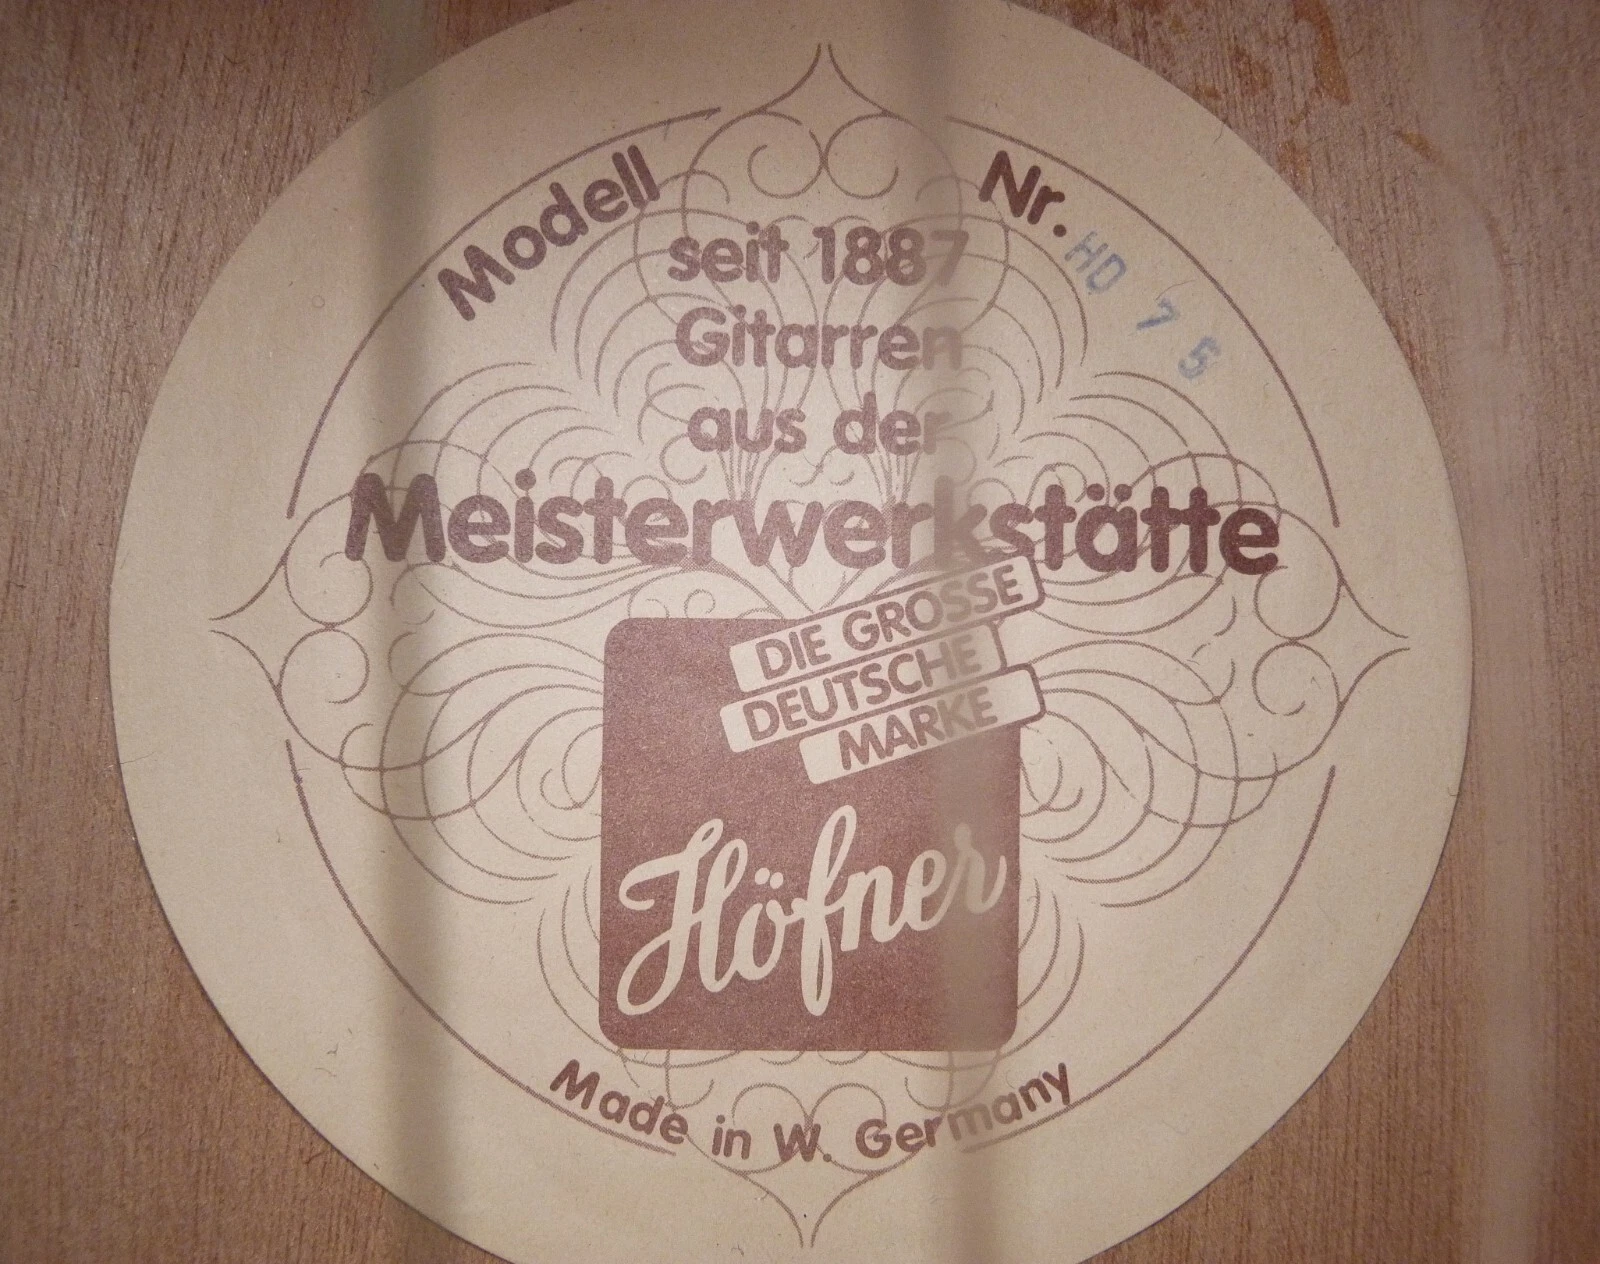 Modell Nr. HD 75
seit 1887
Gitarren
aus der
Meisterwerkstätte
DIE GROSSE
DEUTSCHE
MARKE
Höfner
Made in W. Germany